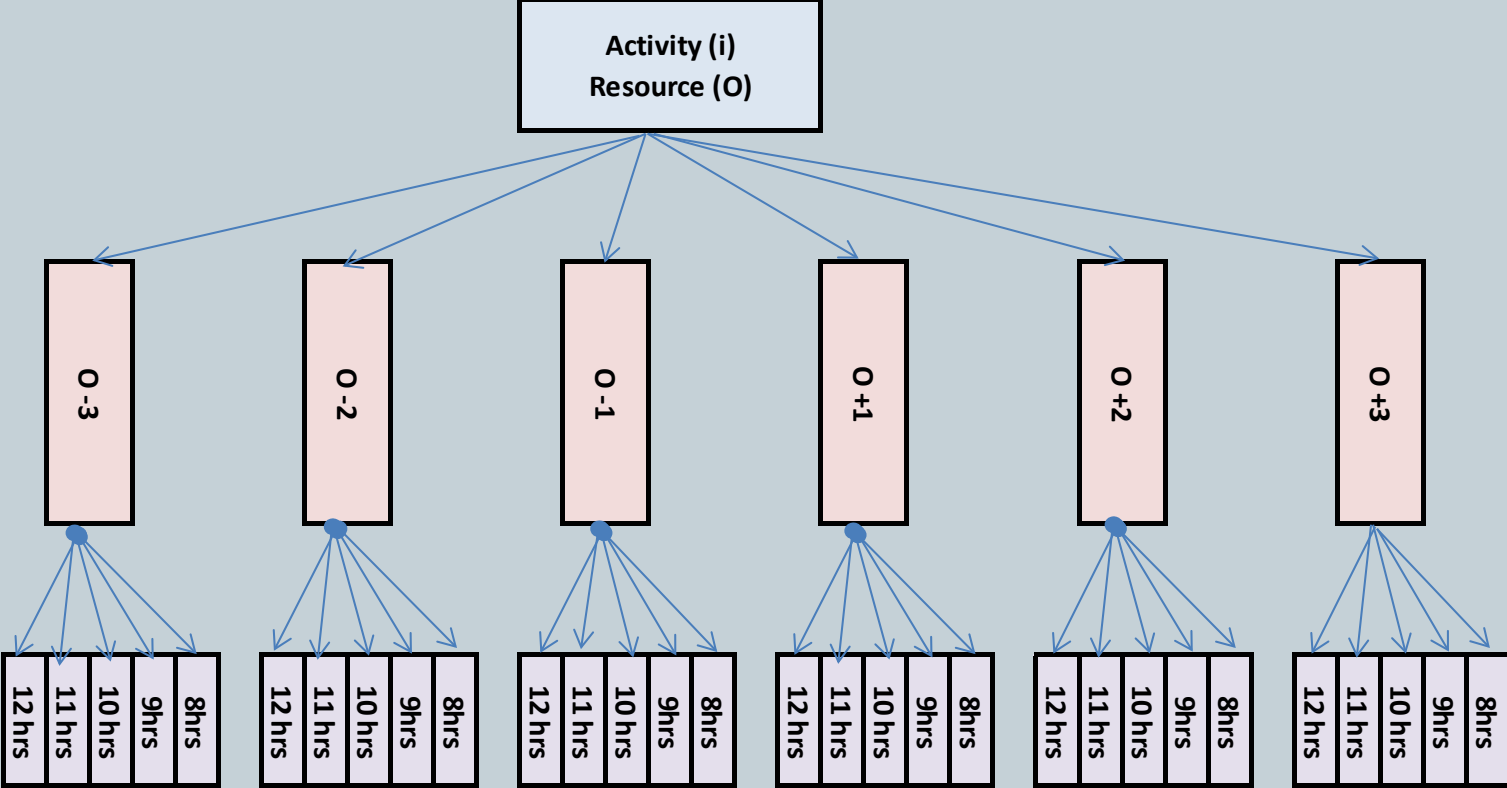 Activity (i)
Resource (O)
O -3
O -2
O -1
O +1
O +2
O +3
12 hrs
11 hrs
10 hrs
9hrs
8hrs
12 hrs
11 hrs
10 hrs
9hrs
8hrs
12 hrs
11 hrs
10 hrs
9hrs
8hrs
12 hrs
11 hrs
10 hrs
9hrs
8hrs
12 hrs
11 hrs
10 hrs
9hrs
8hrs
12 hrs
11 hrs
10 hrs
9hrs
8hrs